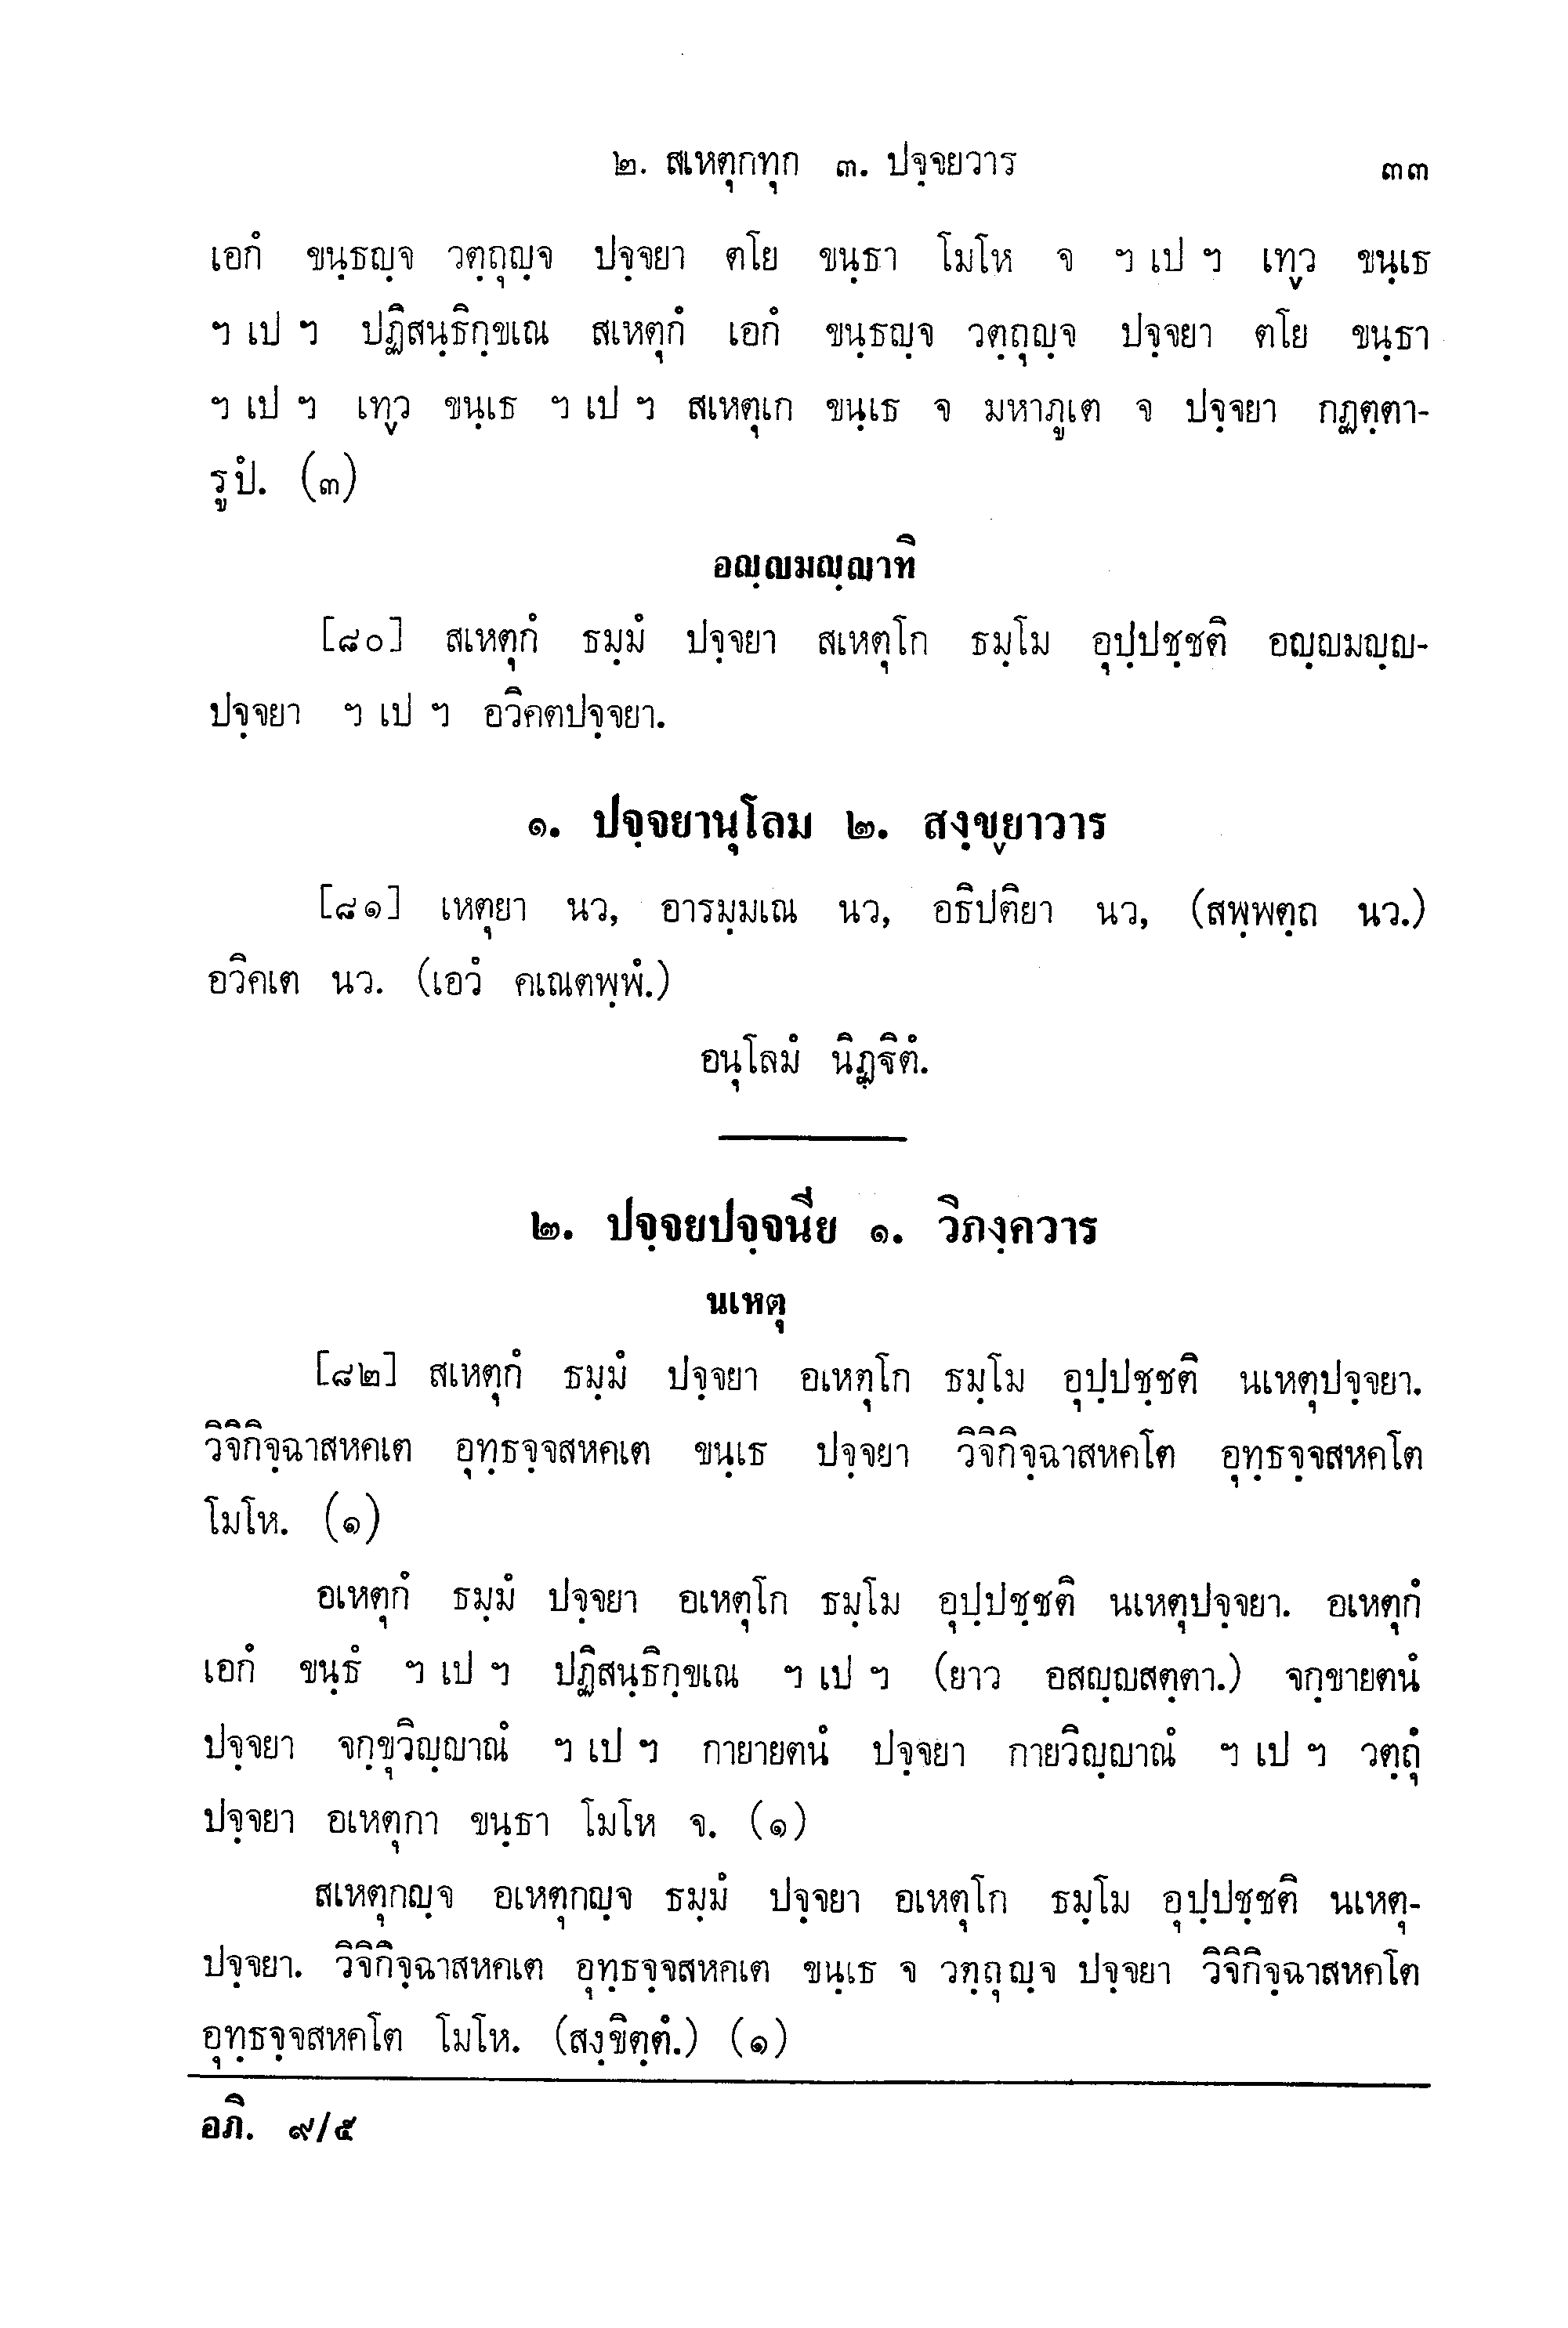 ๒. สเหตุกทุก ๓. ปจฺจยวาร ๓๓
เอกํ ขนฺธญฺจ วตฺถุญฺจ ปจฺจยา ตโย ขนฺธา โมโห จ ฯ เป ฯ เทฺว ขนฺเธ
ฯ เป ฯ ปฏิสนฺธิกฺขเณ สเหตุกํ เอกํ ขนฺธญฺจ วตฺถุญฺจ ปจฺจยา ตโย ขนฺธา
ฯ เป ฯ เทฺว ขนฺเธ ฯ เป ฯ สเหตุเก ขนฺเธ จ มหาภูเต จ ปจฺจยา กฏตฺตา-
รูปํ. (๓)
อญฺญมญฺญาทิ
[๘๐] สเหตุกํ ธมฺมํ ปจฺจยา สเหตุโก ธมฺโม อุปฺปชฺชติ อญฺญมญฺญ-
ปจฺจยา ฯ เป ฯ อวิคตปจฺจยา.
๑. ปจฺจยานุโลม ๒. สงฺขฺยาวาร
[๘๑] เหตุยา นว, อารมฺมเณ นว, อธิปติยา นว, (สพฺพตฺถ นว.)
อวิคเต นว. (เอวํ คเณตพฺพํ.)
อนุโลมํ นิฏฺฐิตํ.
๒. ปจฺจยปจฺจนีย ๑. วิภงฺควาร
นเหตุ
[๘๒] สเหตุกํ ธมฺมํ ปจฺจยา อเหตุโก ธมฺโม อุปฺปชฺชติ นเหตุปจฺจยา.
วิจิกิจฺฉาสหคเต อุทฺธจฺจสหคเต ขนฺเธ ปจฺจยา วิจิกิจฺฉาสหคโต อุทฺธจฺจสหคโต
โมโห. (๑)
อเหตุกํ ธมฺมํ ปจฺจยา อเหตุโก ธมฺโม อุปฺปชฺชติ นเหตุปจฺจยา. อเหตุกํ
เอกํ ขนฺธํ ฯ เป ฯ ปฏิสนฺธิกฺขเณ ฯ เป ฯ (ยาว อสญฺญสตฺตา.) จกฺขายตนํ
ปจฺจยา จกฺขุวิญฺญาณํ ฯ เป ฯ กายายตนํ ปจฺจยา กายวิญฺญาณํ ฯ เป ฯ วตฺถุํ
ปจฺจยา อเหตุกา ขนฺธา โมโห จ. (๑)
สเหตุกญฺจ อเหตุกญฺจ ธมฺมํ ปจฺจยา อเหตุโก ธมฺโม อุปฺปชฺชติ นเหตุ-
ปจฺจยา. วิจิกิจฺฉาสหคเต อุทฺธจฺจสหคเต ขนฺเธ จ วตฺถุญฺจ ปจฺจยา วิจิกิจฺฉาสหคโต
อุทฺธจฺจสหคโต โมโห. (สงฺขิตฺตํ.) (๑)
อภิ. ๙/๕